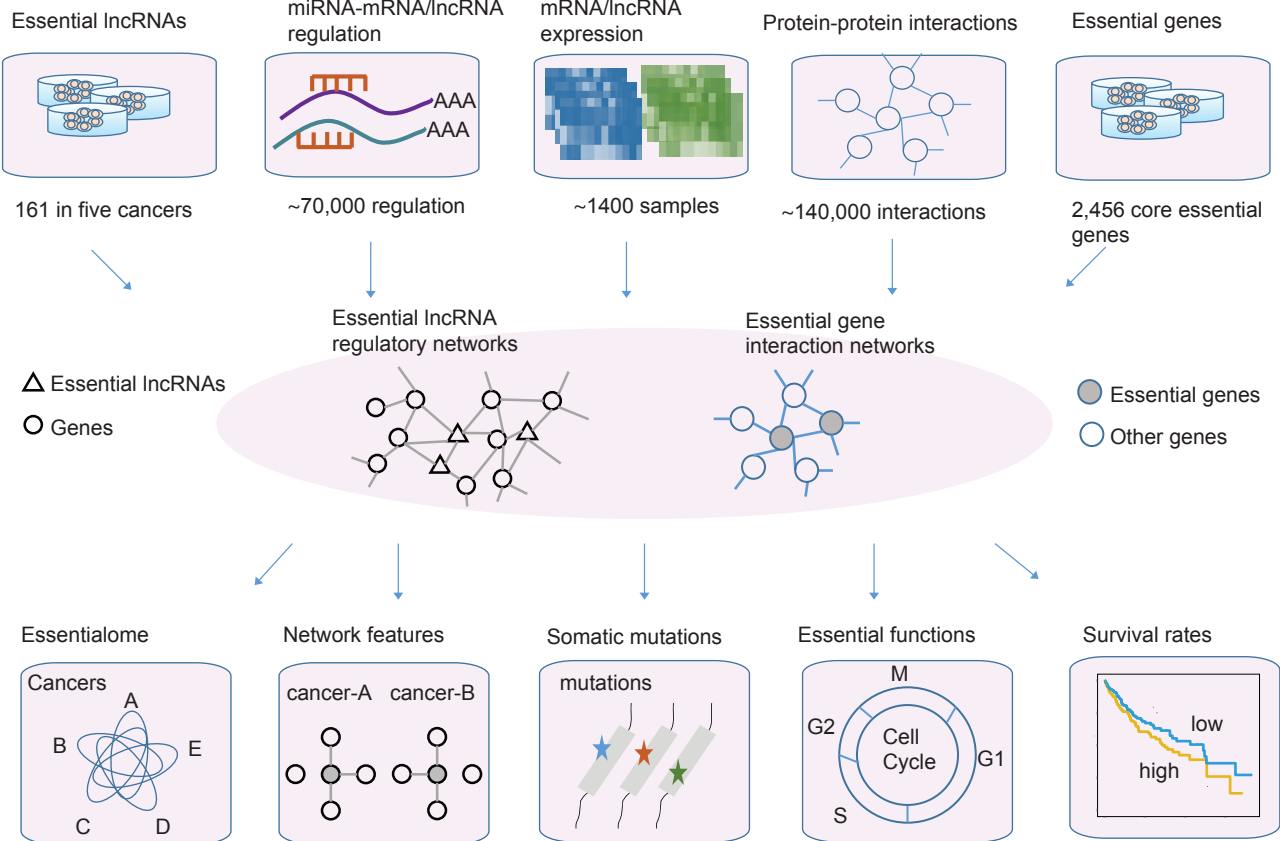 Essential lncRNAs
miRNA-mRNA/lncRNA
regulation
mRNA/lncRNA
expression
Protein-protein interactions
Essential genes
AAA
AAA
161 in five cancers
~70,000 regulation
~1400 samples
~140,000 interactions
2,456 core essential
genes
Essential lncRNA
regulatory networks
Essential gene
interaction networks
Essential lncRNAs
Genes
Essential genes
Other genes
Essentialome
Network features
Somatic mutations
Essential functions
Survival rates
Cancers
A
B
E
C
D
cancer-A
cancer-B
mutations
M
G2
Cell
Cycle
G1
S
low
high